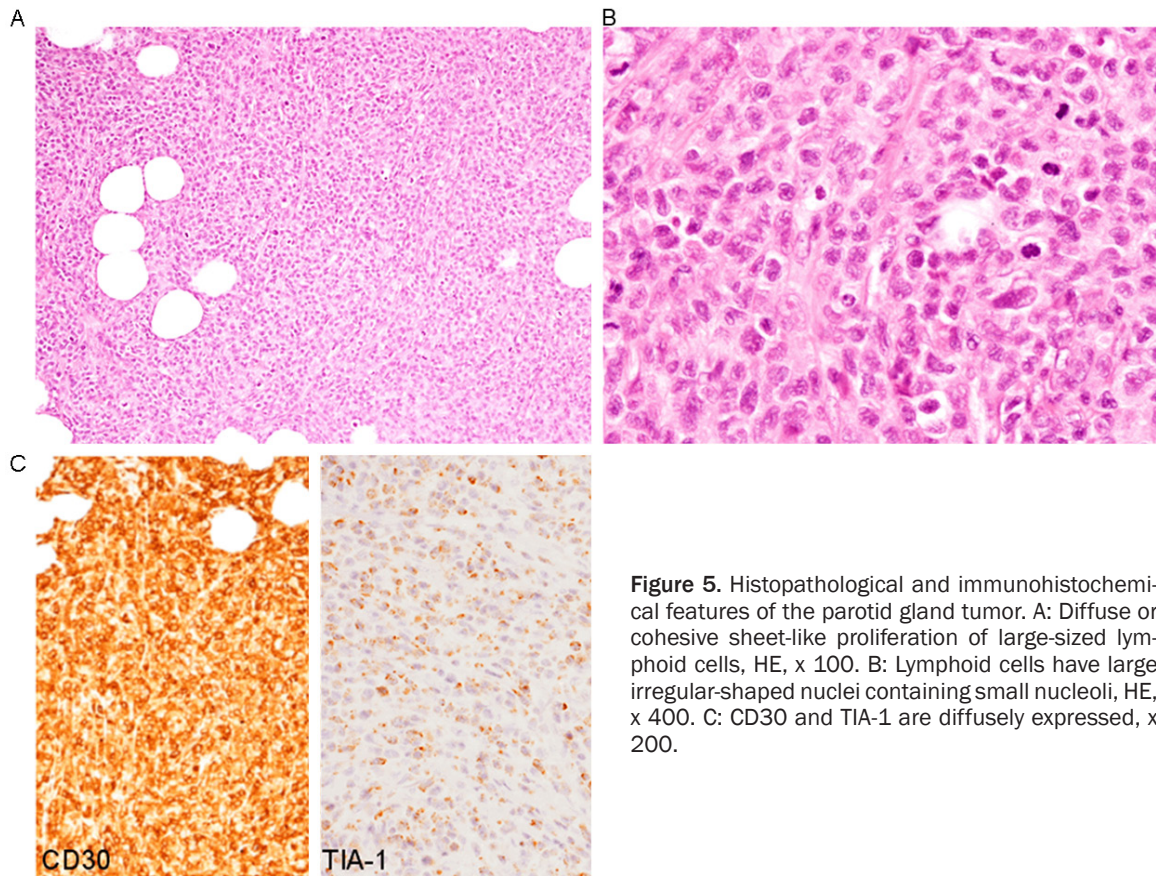 A
B
C
CD30
TIA-1
Figure 5. Histopathological and immunohistochemi-
cal features of the parotid gland tumor. A: Diffuse or
cohesive sheet-like proliferation of large-sized lym-
phoid cells, HE, x 100. B: Lymphoid cells have large
irregular-shaped nuclei containing small nucleoli, HE,
x 400. C: CD30 and TIA-1 are diffusely expressed, x
200.